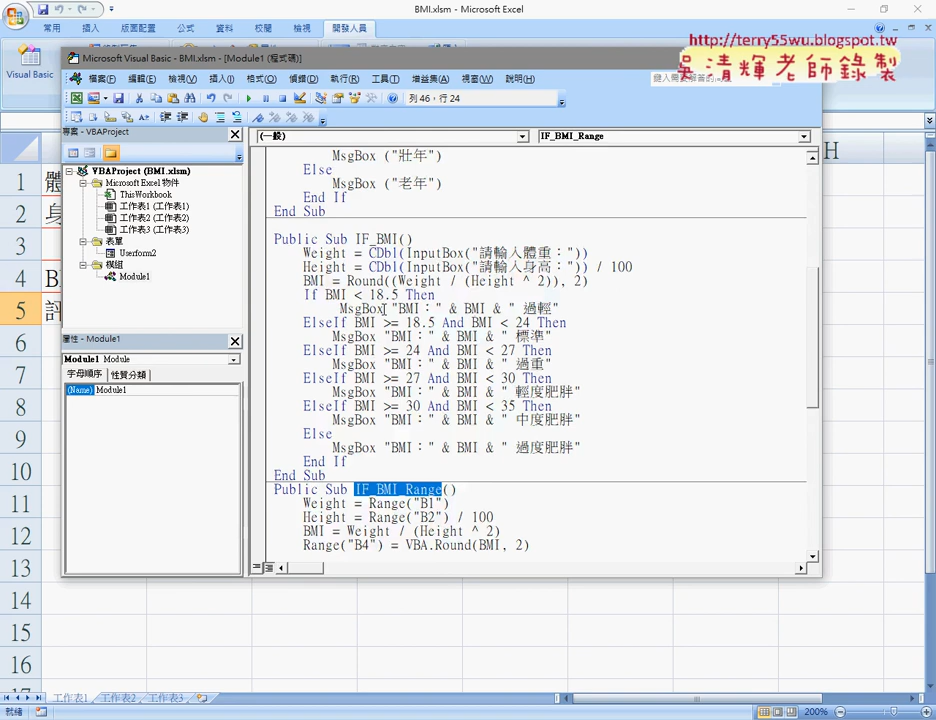 BMI.xlsm - Microsoft Excel
常用 插入 版面配置 公式 資料 校閱 檢視 開發人員
Visual Basic
http://terry55wu.blogspot.tw
吳清輝老師錄製
Microsoft Visual Basic - BMI.xlsm - [Module1 (程式碼)]
檔案(F) 編輯(E) 檢視(V) 插入(I) 格式(O) 偵錯(D) 執行(R) 工具(T) 增益集(A) 視窗(W) 說明(H)
列 46，行 24
專案 - VBAProject
VBAProject (BMI.xlsm)
Microsoft Excel 物件
ThisWorkbook
工作表1 (工作表1)
工作表2 (工作表2)
工作表3 (工作表3)
表單
Userform2
模組
Module1
屬性 - Module1
Module1 Module
字母順序 性質分類
(Name) Module1
(一般) IF_BMI_Range
MsgBox ("壯年")
Else
MsgBox ("老年")
End If
End Sub
Public Sub IF_BMI()
Weight = CDbl(InputBox("請輸入體重："))
Height = CDbl(InputBox("請輸入身高：")) / 100
BMI = Round((Weight / (Height ^ 2)), 2)
If BMI < 18.5 Then
MsgBox "BMI：" & BMI & " 過輕"
ElseIf BMI >= 18.5 And BMI < 24 Then
MsgBox "BMI：" & BMI & " 標準"
ElseIf BMI >= 24 And BMI < 27 Then
MsgBox "BMI：" & BMI & " 過重"
ElseIf BMI >= 27 And BMI < 30 Then
MsgBox "BMI：" & BMI & " 輕度肥胖"
ElseIf BMI >= 30 And BMI < 35 Then
MsgBox "BMI：" & BMI & " 中度肥胖"
Else
MsgBox "BMI：" & BMI & " 過度肥胖"
End If
End Sub
Public Sub IF_BMI_Range()
Weight = Range("B1")
Height = Range("B2") / 100
BMI = Weight / (Height ^ 2)
Range("B4") = VBA.Round(BMI, 2)
H
1
2
3
4
5
6
7
8
9
10
11
12
13
14
15
16
17
工作表1 工作表2 工作表3
就緒
200%